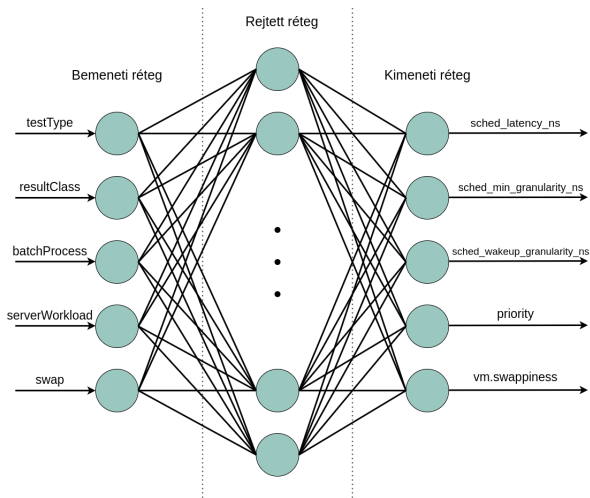 Rejtett réteg
Bemeneti réteg
Kimeneti réteg
testType
resultClass
batchProcess
serverWorkload
swap
sched_latency_ns
sched_min_granularity_ns
sched_wakeup_granularity_ns
priority
vm.swappiness